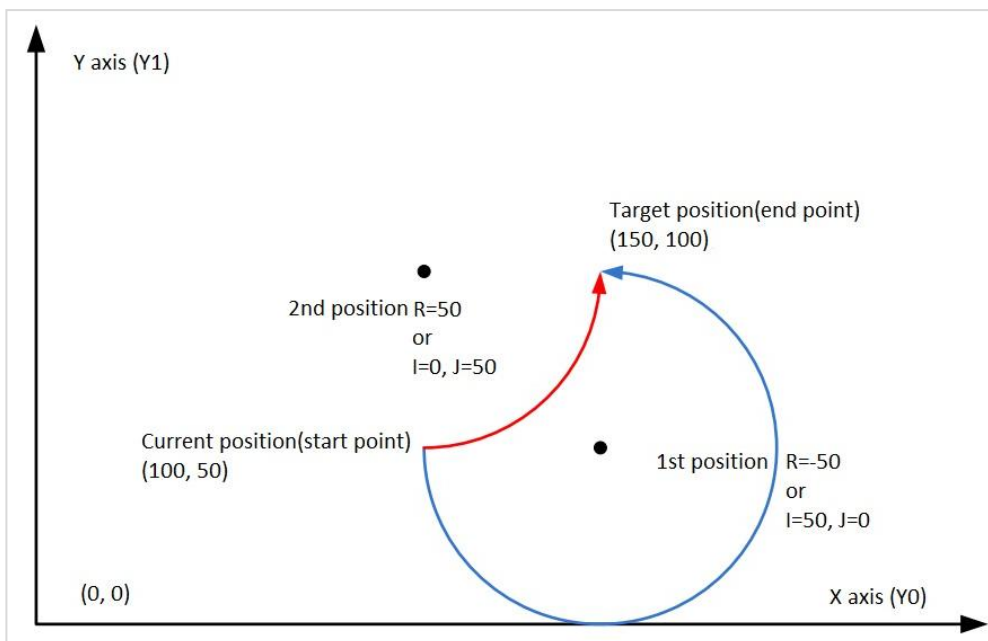 Y axis (Y1)
Target position(end point)
(150, 100)
2nd position R=50
or
I=0, J=50
Current position(start point)
(100, 50)
1st position R=-50
or
I=50, J=0
(0, 0)
X axis (Y0)